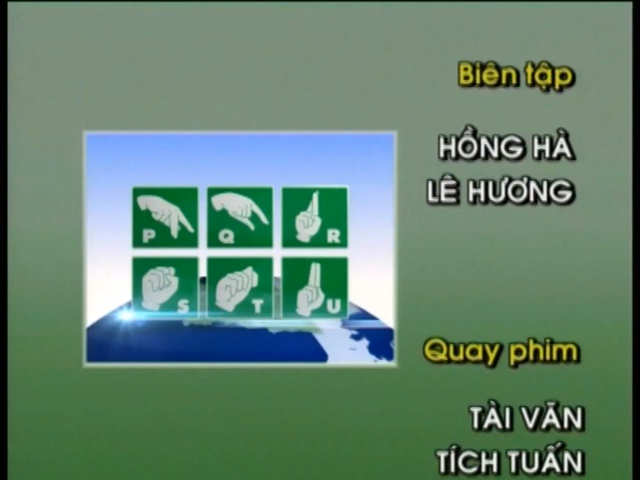 Biên tập
HỒNG HÀ
LÊ HƯƠNG
P Q R
S T U
Quay phim
TÀI VĂN
TÍCH TUẤN